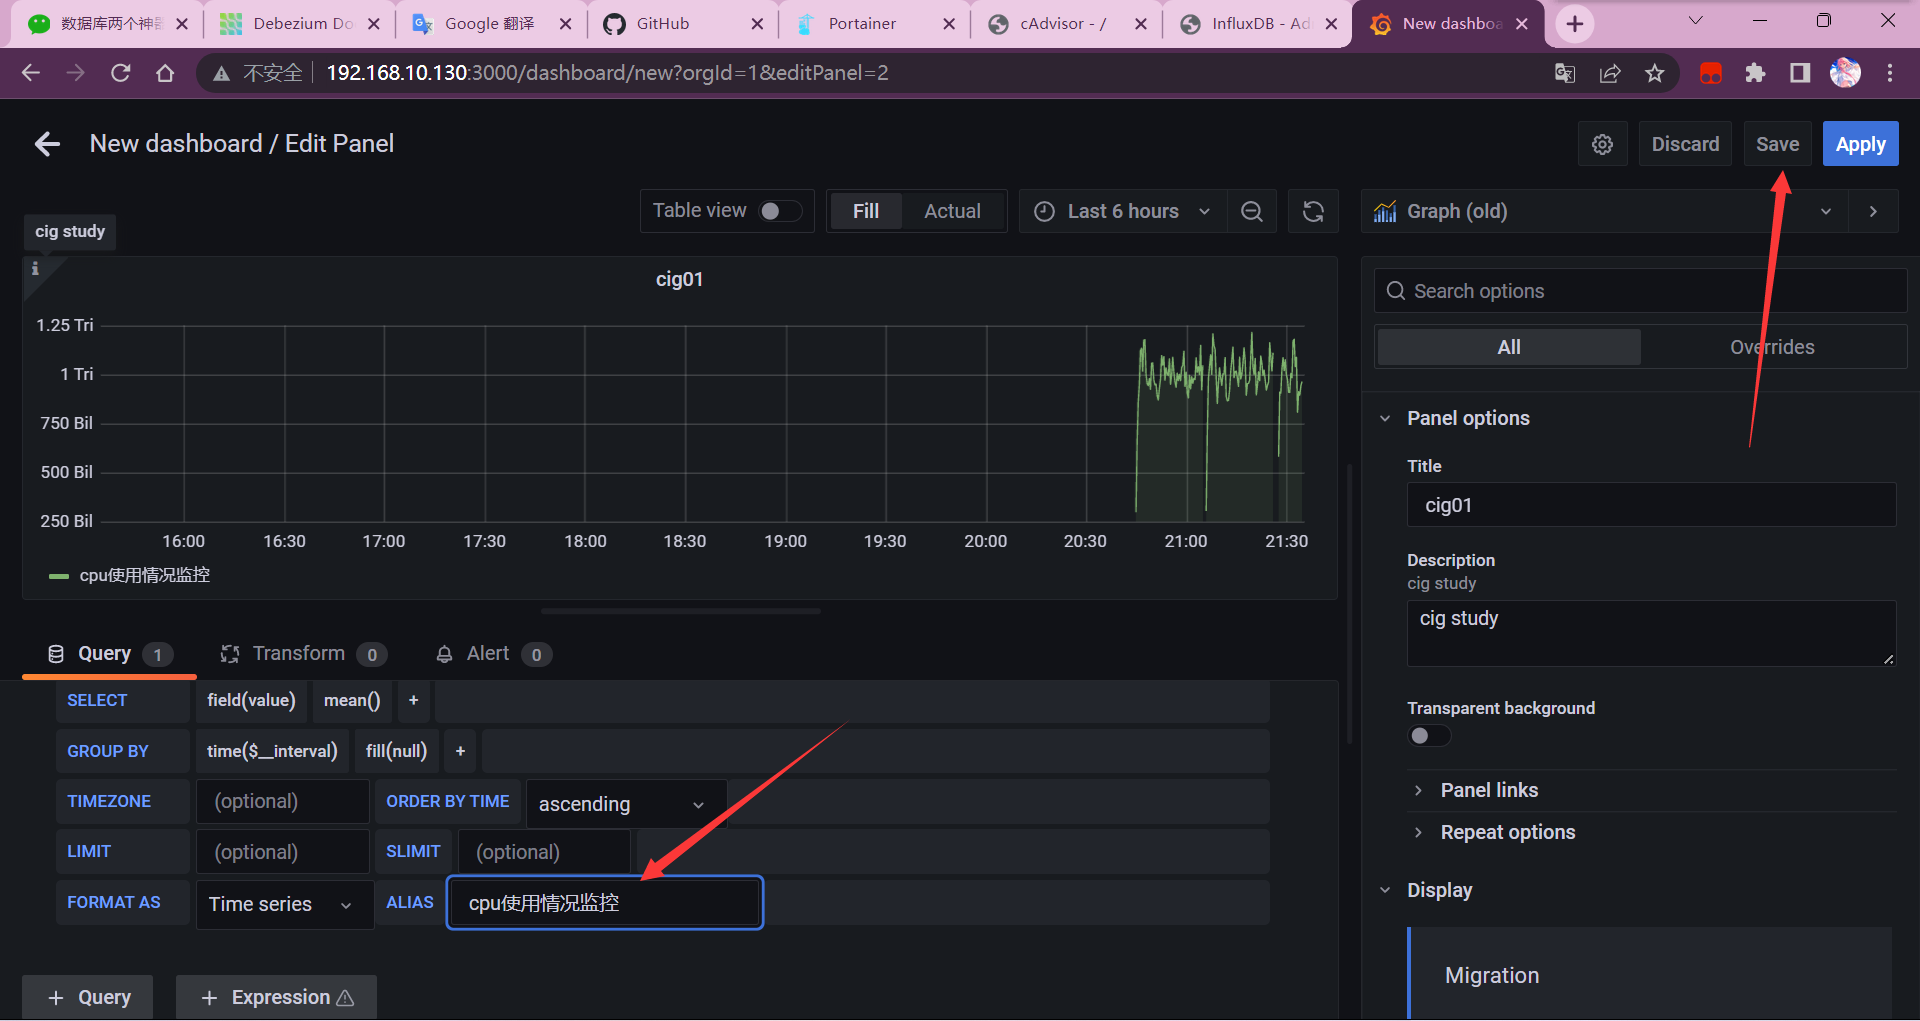 数据库两个神器
Debezium Do
Google 翻译
GitHub
Portainer
cAdvisor - /
InfluxDB - Ad
New dashboa
不安全
192.168.10.130:3000/dashboard/new?orgId=1&editPanel=2
New dashboard / Edit Panel
Discard
Save
Apply
Table view
Fill
Actual
Last 6 hours
Graph (old)
cig study
cig01
1.25 Tri
1 Tri
750 Bil
500 Bil
250 Bil
16:00
16:30
17:00
17:30
18:00
18:30
19:00
19:30
20:00
20:30
21:00
21:30
cpu使用情况监控
Search options
All
Overrides
Panel options
Title
cig01
Description
cig study
cig study
Transparent background
Panel links
Repeat options
Display
Migration
Query 1
Transform 0
Alert 0
SELECT field(value) mean() +
GROUP BY time($__interval) fill(null) +
TIMEZONE (optional) ORDER BY TIME ascending
LIMIT (optional) SLIMIT (optional)
FORMAT AS Time series ALIAS cpu使用情况监控
+ Query
+ Expression